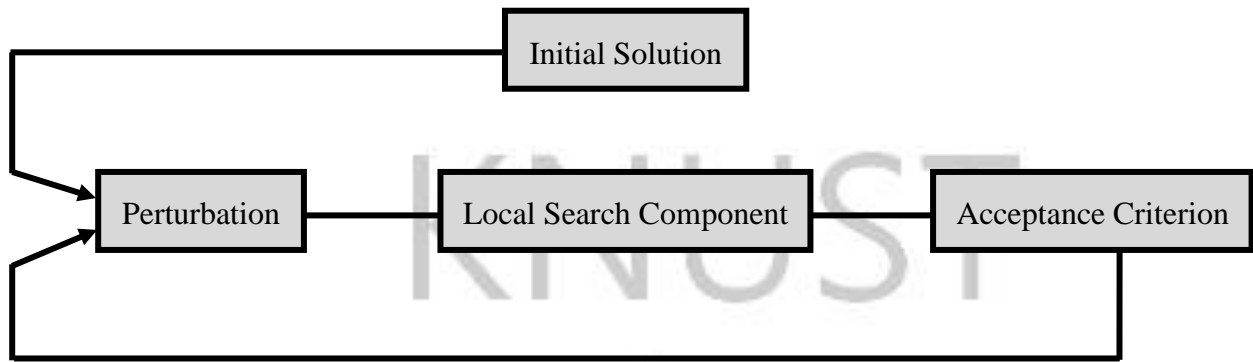 Initial Solution
KNUST
Perturbation
Local Search Component
Acceptance Criterion